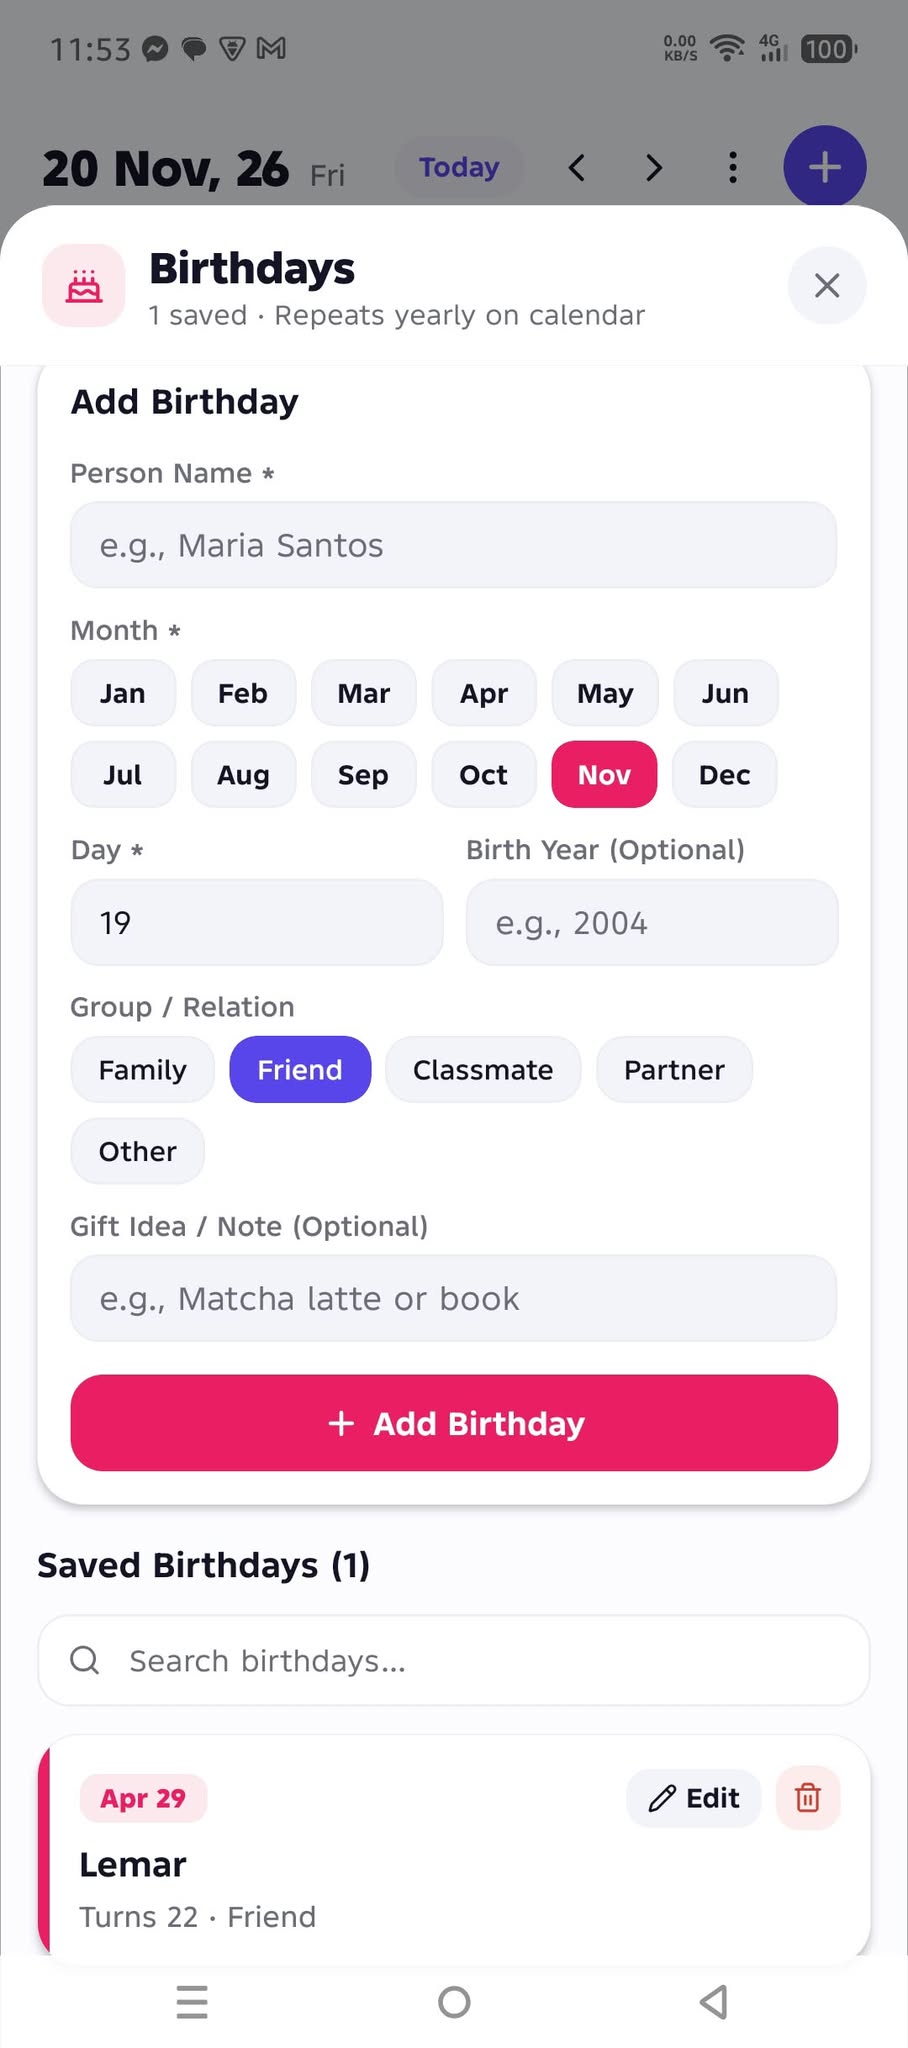 11:53
0.00 KB/S 4G 100
20 Nov, 26 Fri Today
Birthdays
1 saved · Repeats yearly on calendar
Add Birthday
Person Name *
e.g., Maria Santos
Month *
Jan Feb Mar Apr May Jun
Jul Aug Sep Oct Nov Dec
Day * Birth Year (Optional)
19 e.g., 2004
Group / Relation
Family Friend Classmate Partner
Other
Gift Idea / Note (Optional)
e.g., Matcha latte or book
+ Add Birthday
Saved Birthdays (1)
Search birthdays...
Apr 29 Edit
Lemar
Turns 22 · Friend